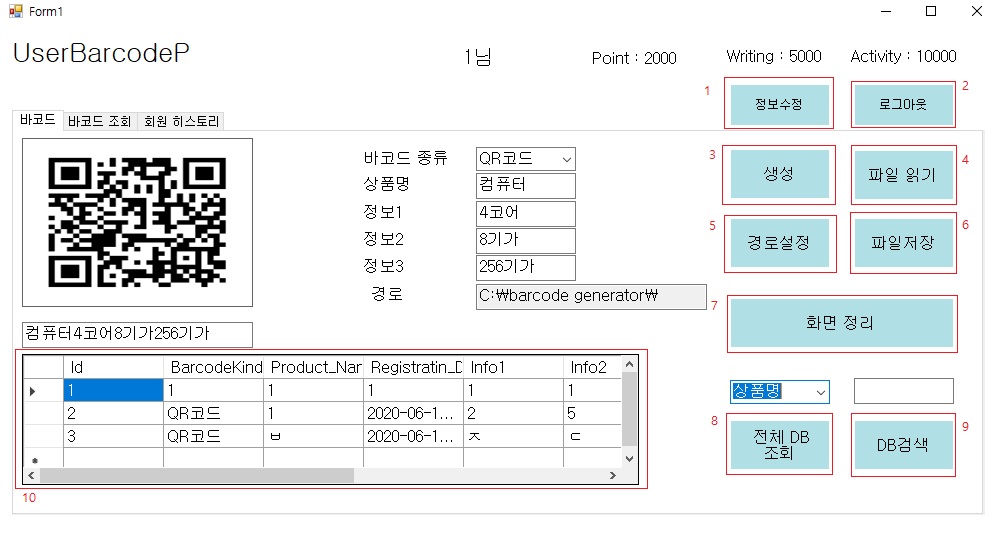 Form1
UserBarcodeP
1님
Point : 2000
Writing : 5000
Activity : 10000
1
정보수정
로그아웃
2
바코드
바코드 조회
회원 히스토리
바코드 종류
QR코드
3
생성
파일 읽기
4
상품명
컴퓨터
정보1
4코어
정보2
8기가
5
경로설정
파일저장
6
정보3
256기가
경로
C:₩barcode generator₩
7
화면 정리
컴퓨터4코어8기가256기가
Id BarcodeKind Product_Nar Registratin_D Info1 Info2
1 1 1 1 1 1
2 QR코드 1 2020-06-1... 2 5
3 QR코드 ㅂ 2020-06-1... ㅈ ㄷ
10
상품명
8
전체 DB
조회
DB검색
9